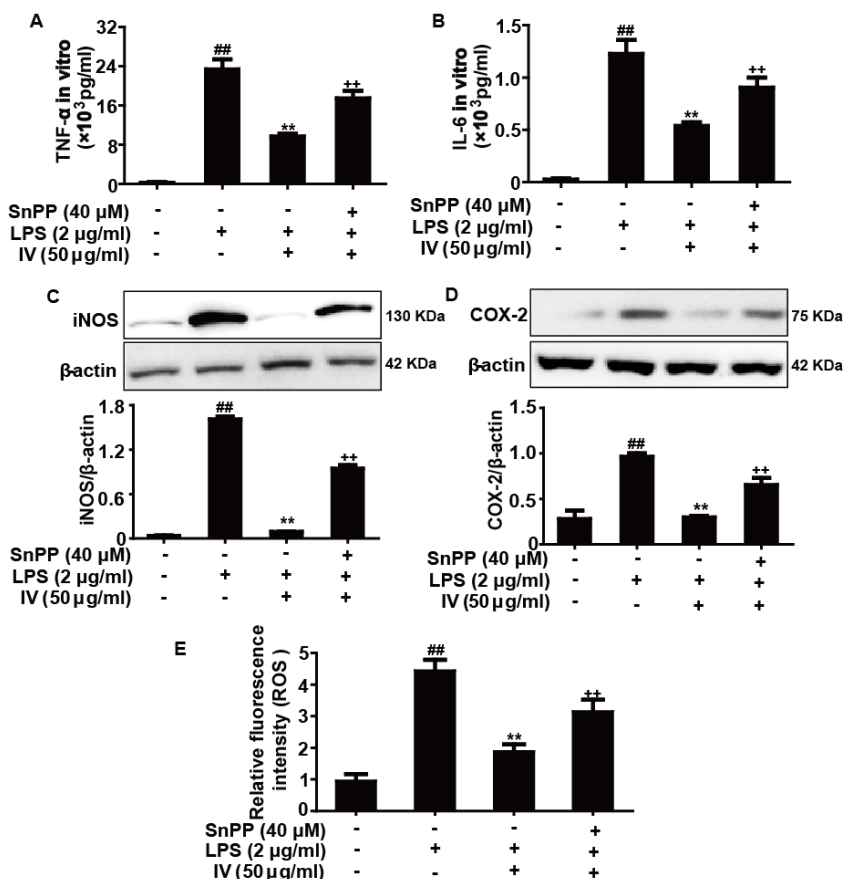 A
TNF-α in vitro
(×10³pg/ml)
32
24
16
8
0
##
**
++
SnPP (40 μM) - - - +
LPS (2 μg/ml) - + + +
IV (50 μg/ml) - - + +
B
IL-6 in vitro
(×10³pg/ml)
1.5
1.0
0.5
0
##
**
++
SnPP (40 μM) - - - +
LPS (2 μg/ml) - + + +
IV (50 μg/ml) - - + +
C
iNOS 130 KDa
β-actin 42 KDa
iNOS/β-actin
1.8
1.2
0.6
0
##
**
++
SnPP (40 μM) - - - +
LPS (2 μg/ml) - + + +
IV (50 μg/ml) - - + +
D
COX-2 75 KDa
β-actin 42 KDa
COX-2/β-actin
1.5
1.0
0.5
0
##
**
++
SnPP (40 μM) - - - +
LPS (2 μg/ml) - + + +
IV (50 μg/ml) - - + +
E
Relative fluorescence
intensity (ROS)
5
4
3
2
1
0
##
**
++
SnPP (40 μM) - - - +
LPS (2 μg/ml) - + + +
IV (50 μg/ml) - - + +